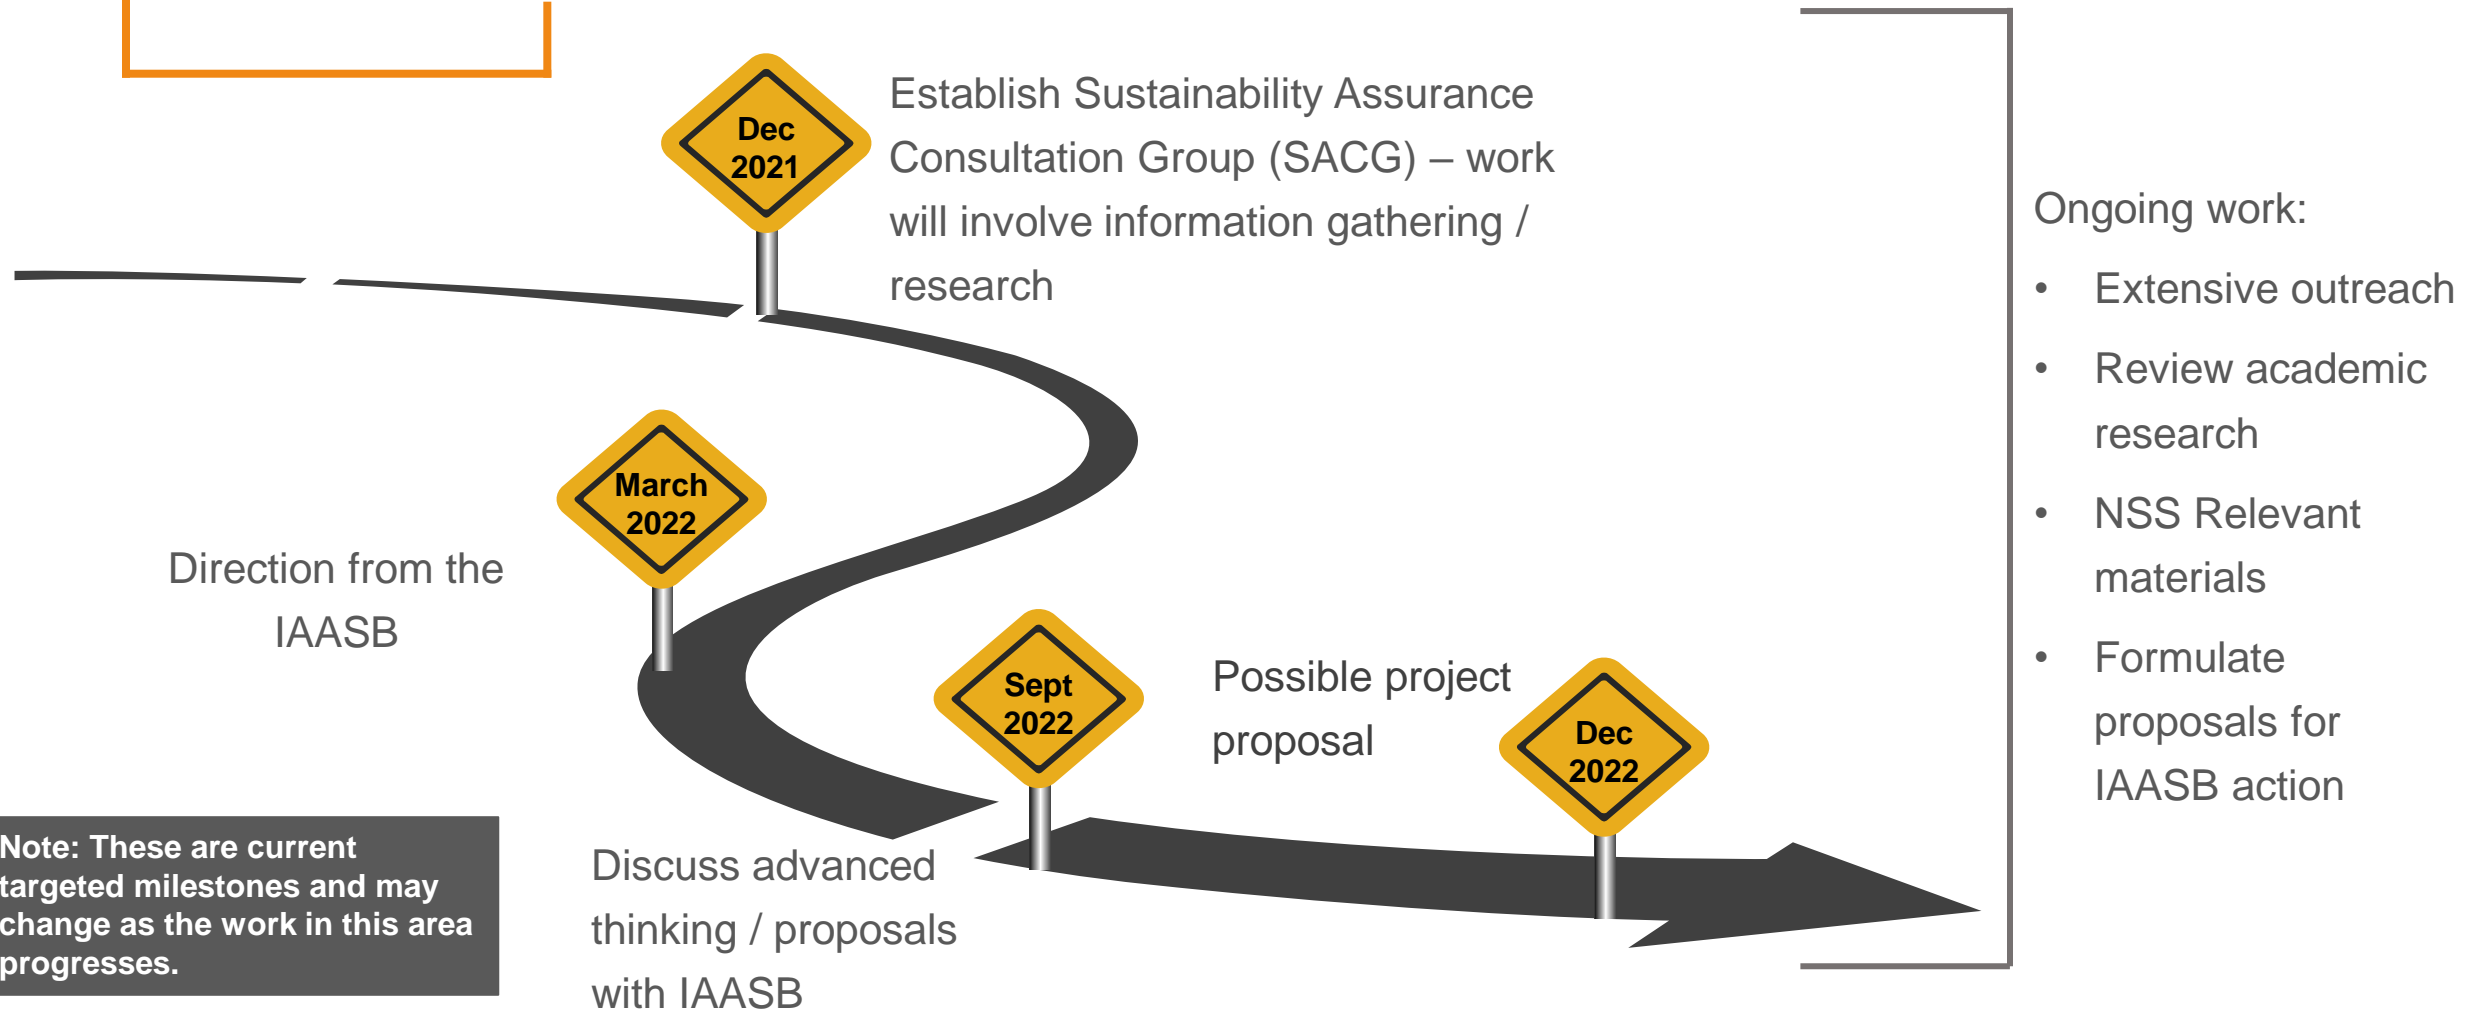 Dec
2021
Establish Sustainability Assurance
Consultation Group (SACG) – work
will involve information gathering /
research
March
2022
Direction from the
IAASB
Sept
2022
Discuss advanced
thinking / proposals
with IAASB
Possible project
proposal
Dec
2022
Note: These are current
targeted milestones and may
change as the work in this area
progresses.
Ongoing work:
• Extensive outreach
• Review academic
research
• NSS Relevant
materials
• Formulate
proposals for
IAASB action